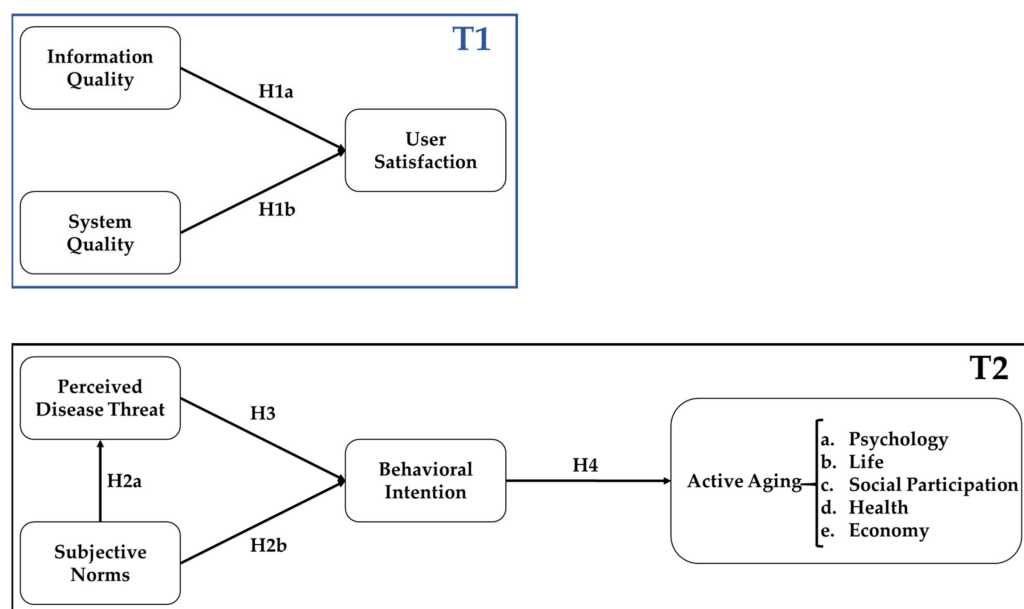 T1
Information
Quality
H1a
User
Satisfaction
H1b
System
Quality
T2
Perceived
Disease Threat
H3
H2a
Behavioral
Intention
H4
Active Aging
a. Psychology
b. Life
c. Social Participation
d. Health
e. Economy
H2b
Subjective
Norms